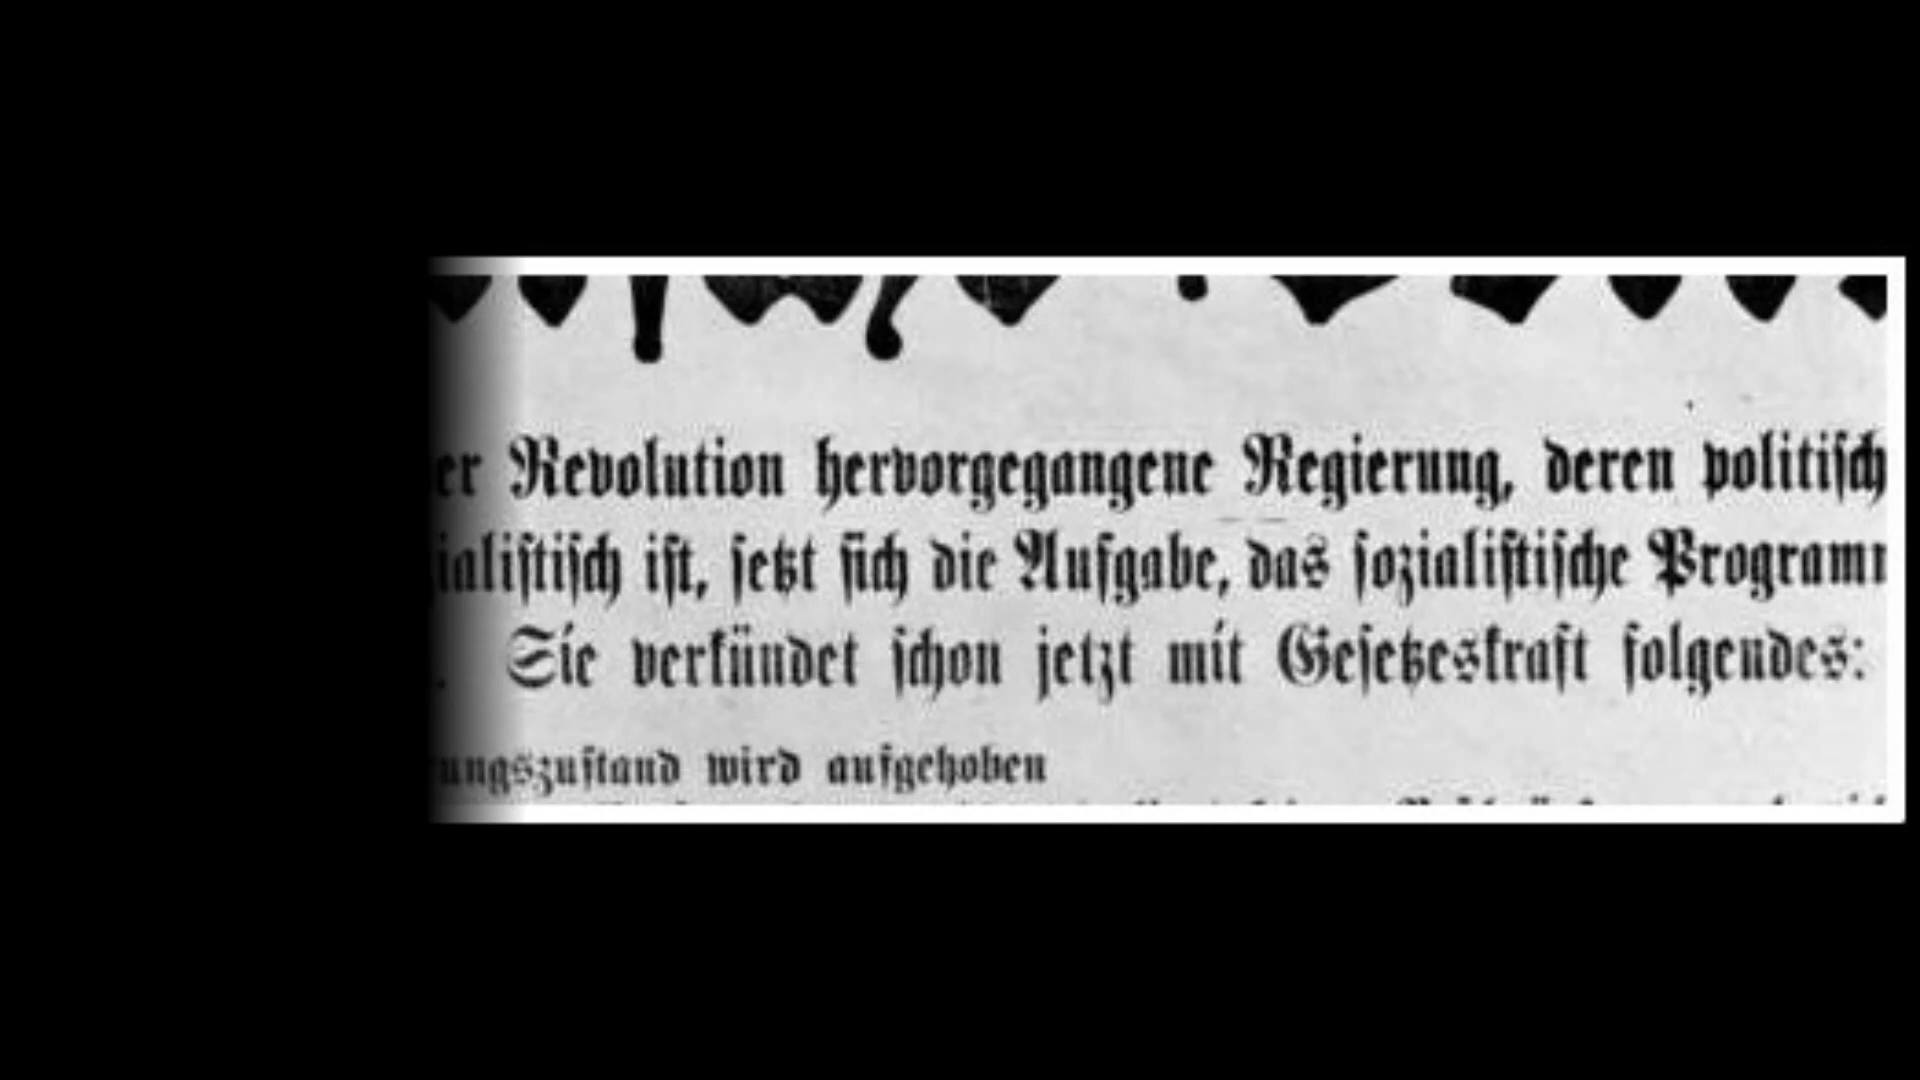 er Revolution hervorgegangene Regierung, deren politisch
ialistisch ist, setzt sich die Aufgabe, das sozialistische Program
. Sie verkündet schon jetzt mit Gesetzeskraft folgendes:
ungszustand wird aufgehoben